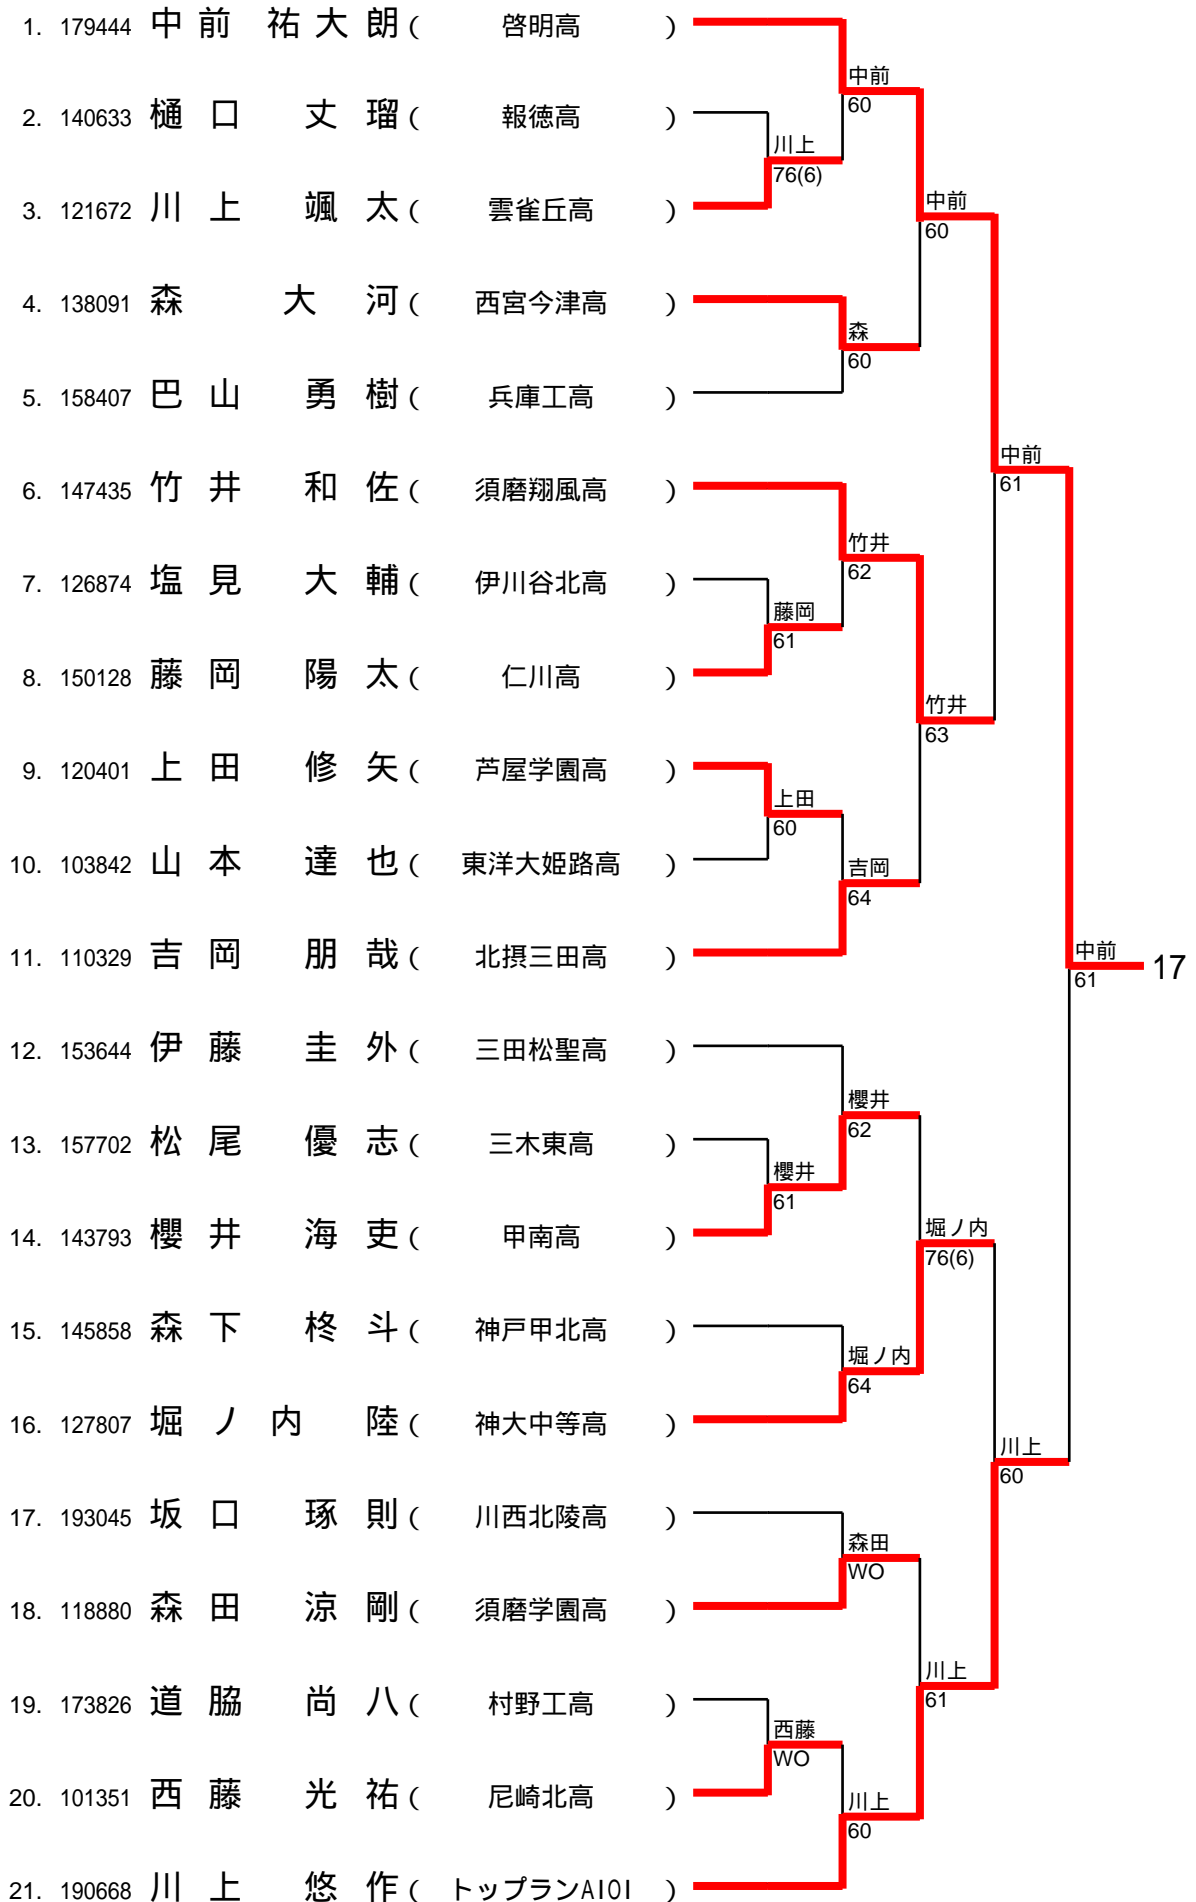 1. 179444 中前 祐大朗 ( 啓明高 )
中前
60
2. 140633 樋口 丈瑠 ( 報徳高 )
川上
76(6)
3. 121672 川上 颯太 ( 雲雀丘高 )
中前
60
4. 138091 森 大河 ( 西宮今津高 )
森
60
5. 158407 巴山 勇樹 ( 兵庫工高 )
中前
61
6. 147435 竹井 和佐 ( 須磨翔風高 )
竹井
62
7. 126874 塩見 大輔 ( 伊川谷北高 )
藤岡
61
8. 150128 藤岡 陽太 ( 仁川高 )
竹井
63
9. 120401 上田 修矢 ( 芦屋学園高 )
上田
60
10. 103842 山本 達也 ( 東洋大姫路高 )
吉岡
64
11. 110329 吉岡 朋哉 ( 北摂三田高 )
中前
61
17
12. 153644 伊藤 圭外 ( 三田松聖高 )
櫻井
62
13. 157702 松尾 優志 ( 三木東高 )
櫻井
61
14. 143793 櫻井 海吏 ( 甲南高 )
堀ノ内
76(6)
15. 145858 森下 柊斗 ( 神戸甲北高 )
堀ノ内
64
16. 127807 堀ノ内 陸 ( 神大中等高 )
川上
60
17. 193045 坂口 琢則 ( 川西北陵高 )
森田
WO
18. 118880 森田 涼剛 ( 須磨学園高 )
川上
61
19. 173826 道脇 尚八 ( 村野工高 )
西藤
WO
20. 101351 西藤 光祐 ( 尼崎北高 )
川上
60
21. 190668 川上 悠作 ( トップランAIOI )